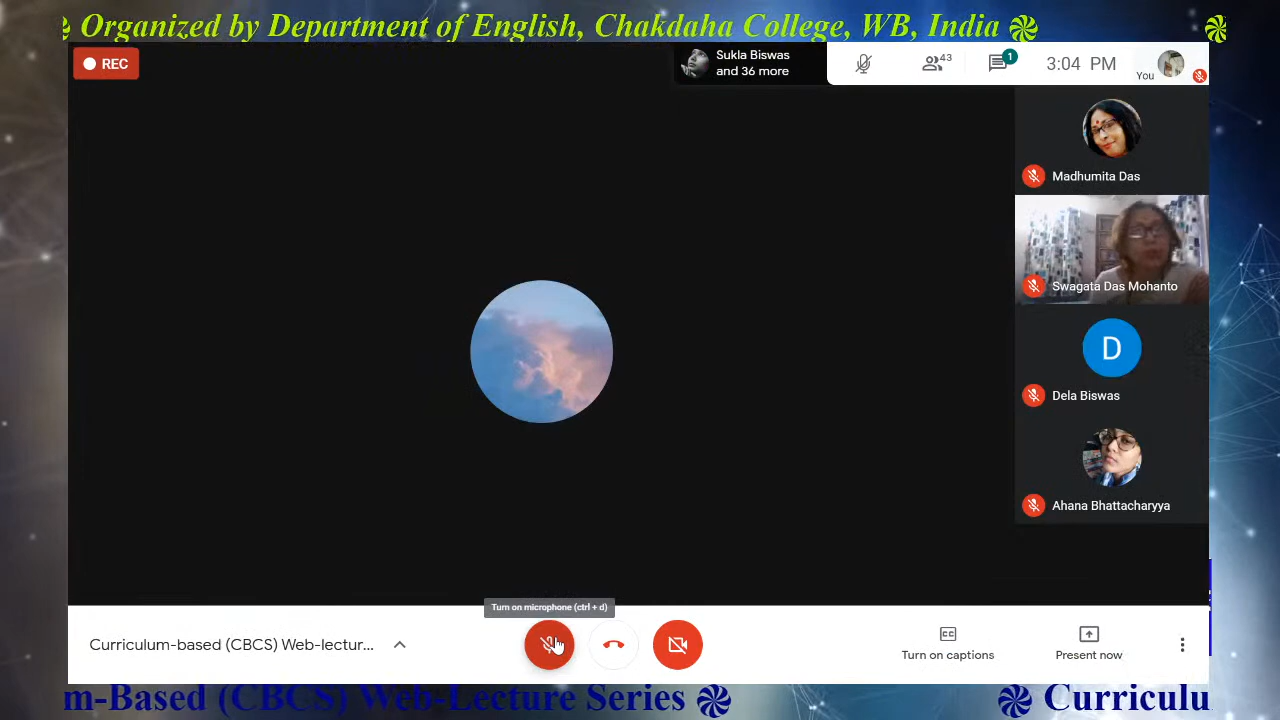 Organized by Department of English, Chakdaha College, WB, India
REC
Sukla Biswas
and 36 more
43
1
3:04 PM
You
Madhumita Das
Swagata Das Mohanto
D
Dela Biswas
Ahana Bhattacharyya
Turn on microphone (ctrl + d)
Curriculum-based (CBCS) Web-lectur...
Turn on captions
Present now
m-Based (CBCS) Web-Lecture Series
Curriculu